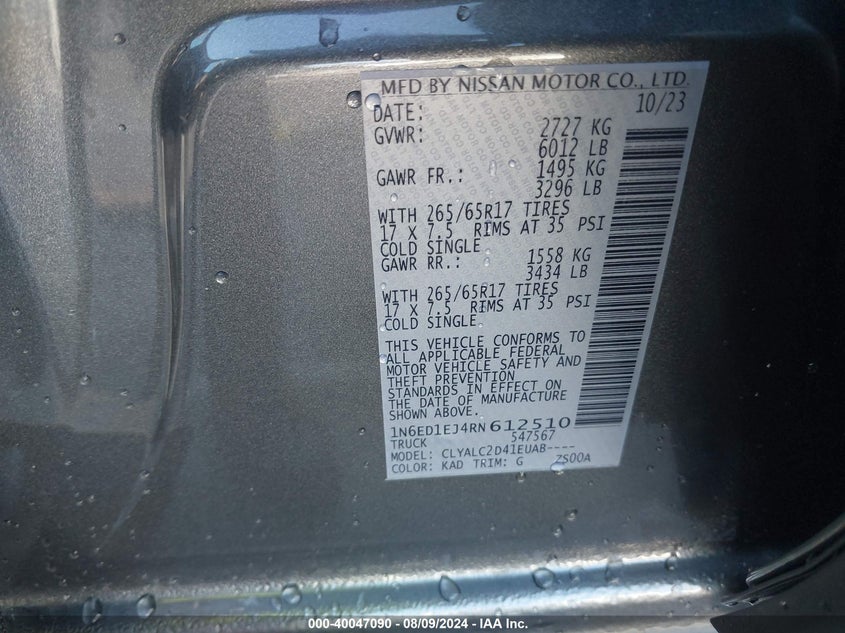 MFD BY NISSAN MOTOR CO., LTD.
DATE: 10/23
GVWR: 2727 KG
6012 LB
GAWR FR.: 1495 KG
3296 LB
WITH 265/65R17 TIRES
17 X 7.5 RIMS AT 35 PSI
COLD SINGLE
GAWR RR.: 1558 KG
3434 LB
WITH 265/65R17 TIRES
17 X 7.5 RIMS AT 35 PSI
COLD SINGLE
THIS VEHICLE CONFORMS TO
ALL APPLICABLE FEDERAL
MOTOR VEHICLE SAFETY AND
THEFT PREVENTION
STANDARDS IN EFFECT ON
THE DATE OF MANUFACTURE
SHOWN ABOVE.
1N6ED1EJ4RN612510
TRUCK 547567
MODEL: CLYALC2D41EUAB----
COLOR: KAD TRIM: G ZS00A
000-40047090 - 08/09/2024 - IAA Inc.